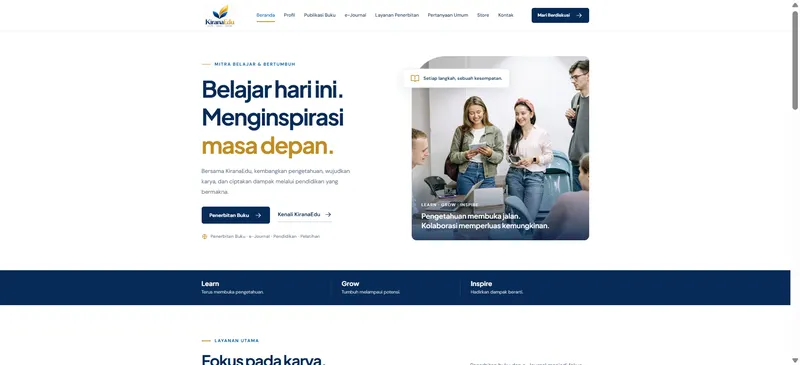 KiranaEdu
Beranda
Profil
Publikasi Buku
e-Journal
Layanan Penerbitan
Pertanyaan Umum
Store
Kontak
Mari Berdiskusi
MITRA BELAJAR & BERTUMBUH
Belajar hari ini.
Menginspirasi
masa depan.
Bersama KiranaEdu, kembangkan pengetahuan, wujudkan
karya, dan ciptakan dampak melalui pendidikan yang
bermakna.
Penerbitan Buku
Kenali KiranaEdu
Penerbitan Buku · e-Journal · Pendidikan · Pelatihan
Setiap langkah, sebuah kesempatan.
LEARN · GROW · INSPIRE
Pengetahuan membuka jalan.
Kolaborasi memperluas kemungkinan.
Learn
Terus membuka pengetahuan.
Grow
Tumbuh melampaui potensi.
Inspire
Hadirkan dampak berarti.
LAYANAN UTAMA
Fokus pada karya.